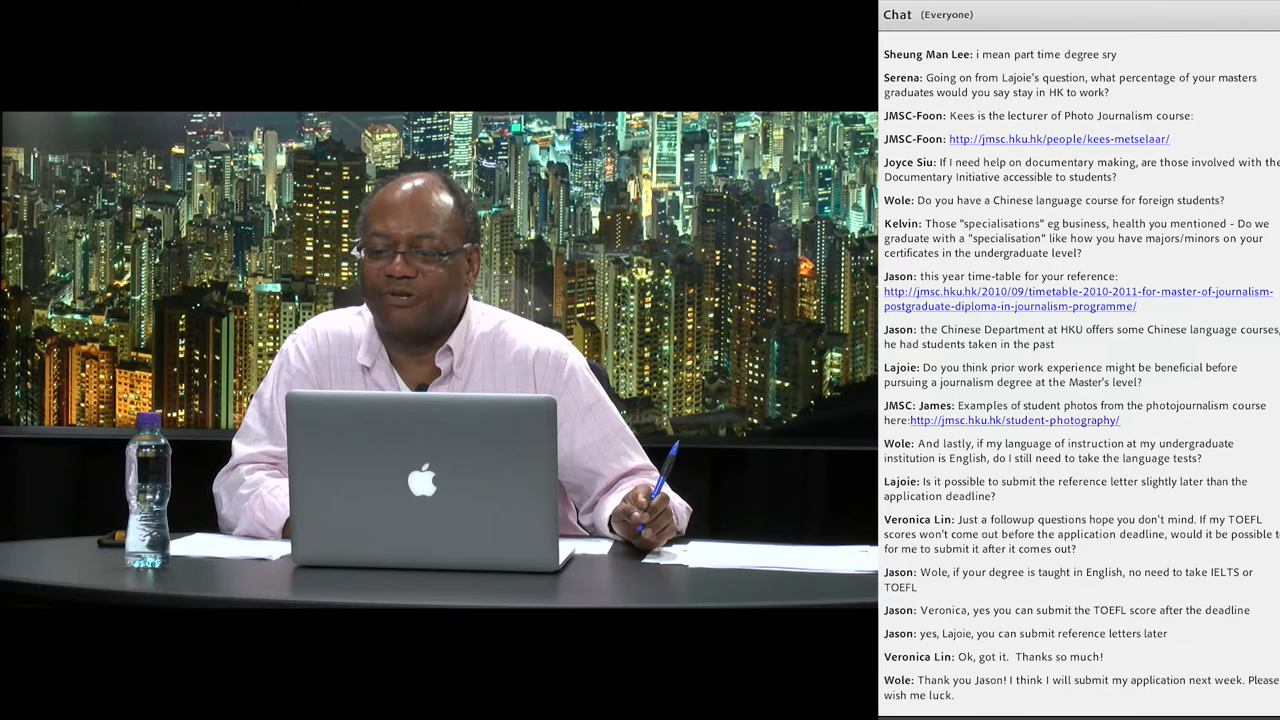 Chat (Everyone)
Sheung Man Lee: i mean part time degree sry
Serena: Going on from Lajoie's question, what percentage of your masters
graduates would you say stay in HK to work?
JMSC-Foon: Kees is the lecturer of Photo Journalism course:
JMSC-Foon: http://jmsc.hku.hk/people/kees-metselaar/
Joyce Siu: If I need help on documentary making, are those involved with the
Documentary Initiative accessible to students?
Wole: Do you have a Chinese language course for foreign students?
Kelvin: Those "specialisations" eg business, health you mentioned - Do we
graduate with a "specialisation" like how you have majors/minors on your
certificates in the undergraduate level?
Jason: this year time-table for your reference:
http://jmsc.hku.hk/2010/09/timetable-2010-2011-for-master-of-journalism-
postgraduate-diploma-in-journalism-programme/
Jason: the Chinese Department at HKU offers some Chinese language courses,
he had students taken in the past
Lajoie: Do you think prior work experience might be beneficial before
pursuing a journalism degree at the Master's level?
JMSC: James: Examples of student photos from the photojournalism course
here:http://jmsc.hku.hk/student-photography/
Wole: And lastly, if my language of instruction at my undergraduate
institution is English, do I still need to take the language tests?
Lajoie: Is it possible to submit the reference letter slightly later than the
application deadline?
Veronica Lin: Just a followup questions hope you don't mind. If my TOEFL
scores won't come out before the application deadline, would it be possible t
for me to submit it after it comes out?
Jason: Wole, if your degree is taught in English, no need to take IELTS or
TOEFL
Jason: Veronica, yes you can submit the TOEFL score after the deadline
Jason: yes, Lajoie, you can submit reference letters later
Veronica Lin: Ok, got it. Thanks so much!
Wole: Thank you Jason! I think I will submit my application next week. Please
wish me luck.